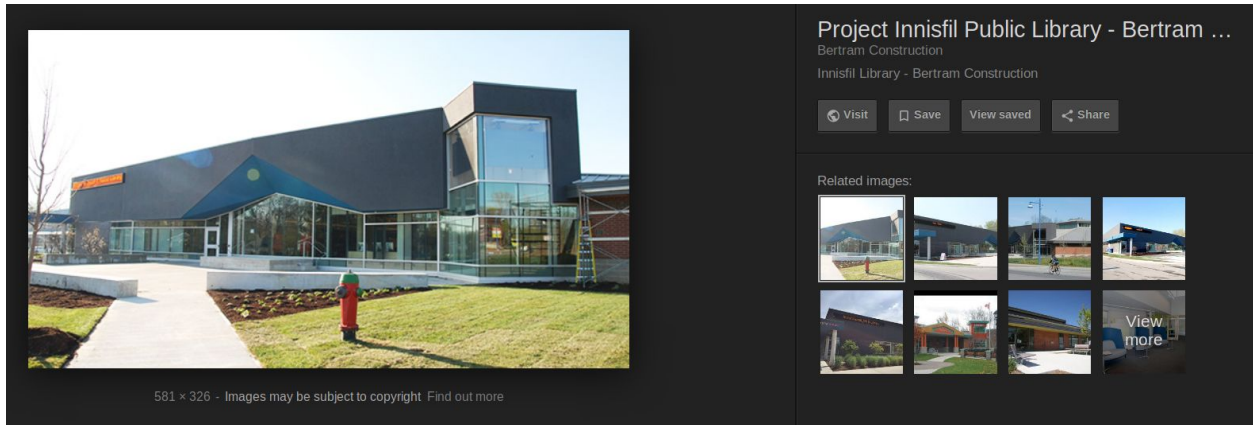 Project Innisfil Public Library - Bertram …
Bertram Construction
Innisfil Library - Bertram Construction
Visit
Save
View saved
Share
Related images:
View
more
581 × 326 - Images may be subject to copyright Find out more